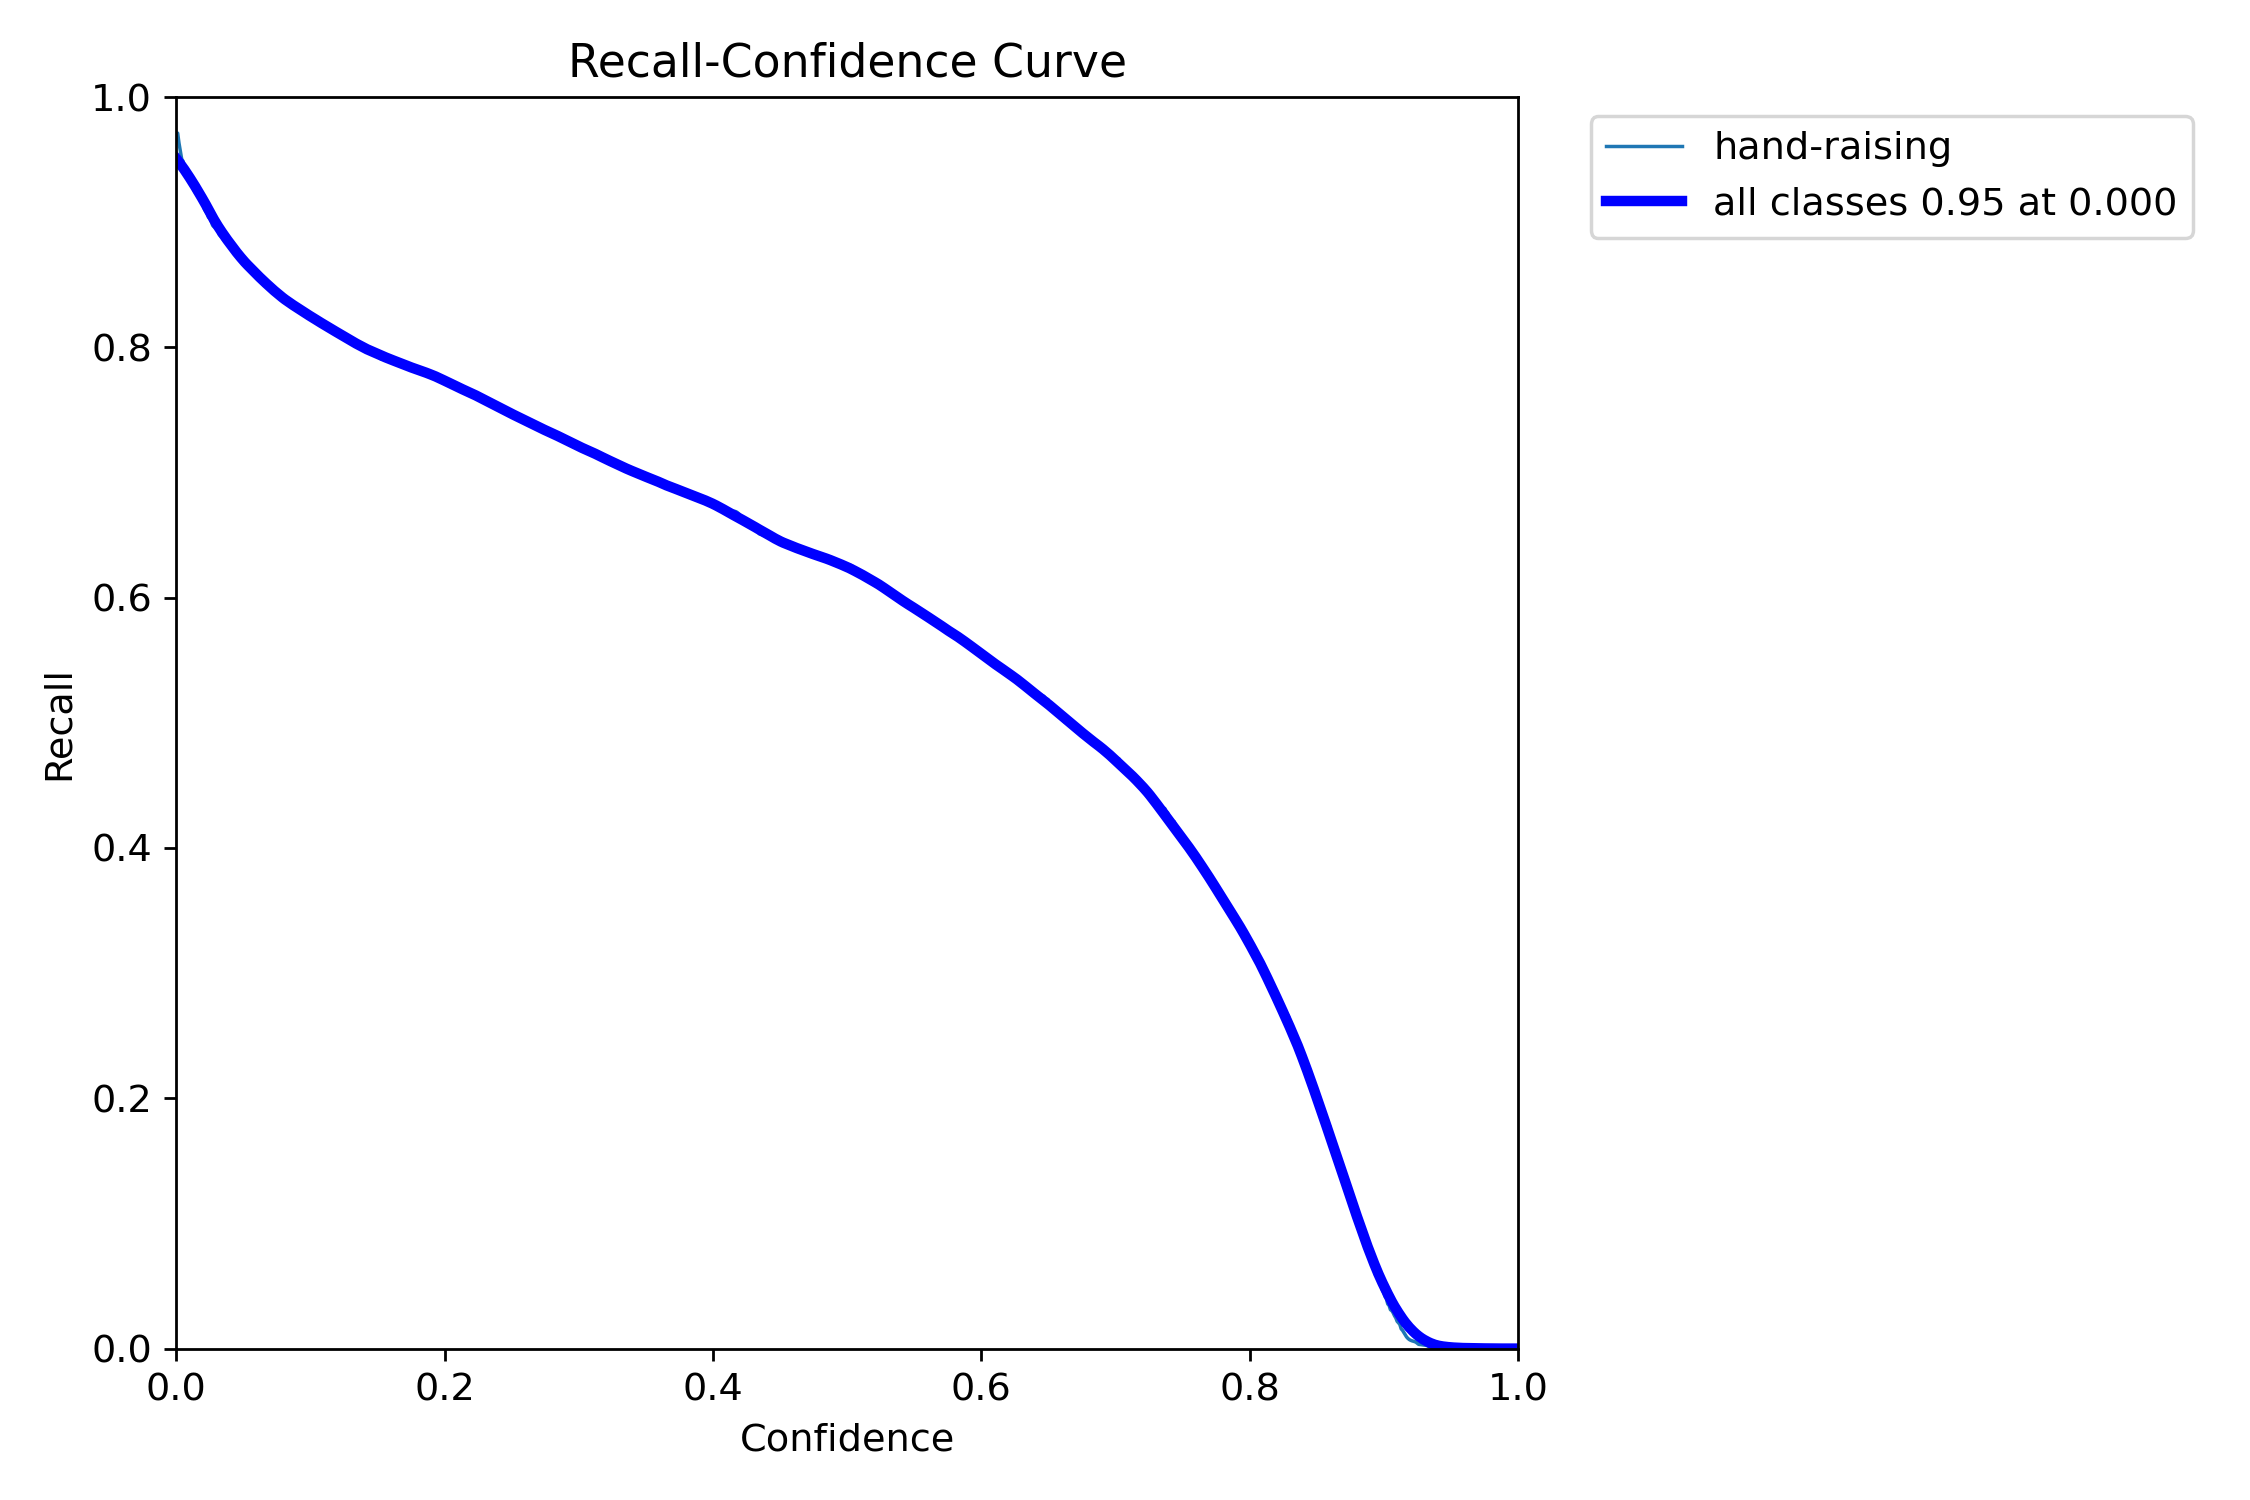 Recall-Confidence Curve
1.0
0.8
0.6
0.4
0.2
0.0
Recall
0.0 0.2 0.4 0.6 0.8 1.0
Confidence
hand-raising
all classes 0.95 at 0.000